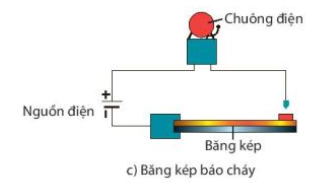 Chuông điện
+
Nguồn điện
-
Băng kép
c) Băng kép báo cháy